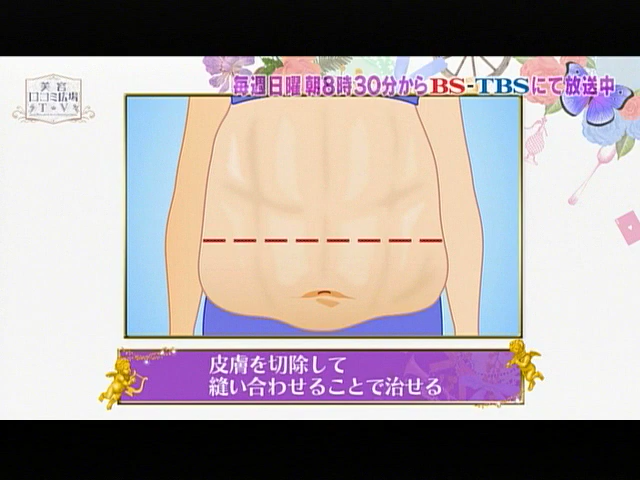 美容
口コミ広場
T V
毎週日曜 朝8時30分からBS-TBSにて放送中
皮膚を切除して
縫い合わせることで治せる